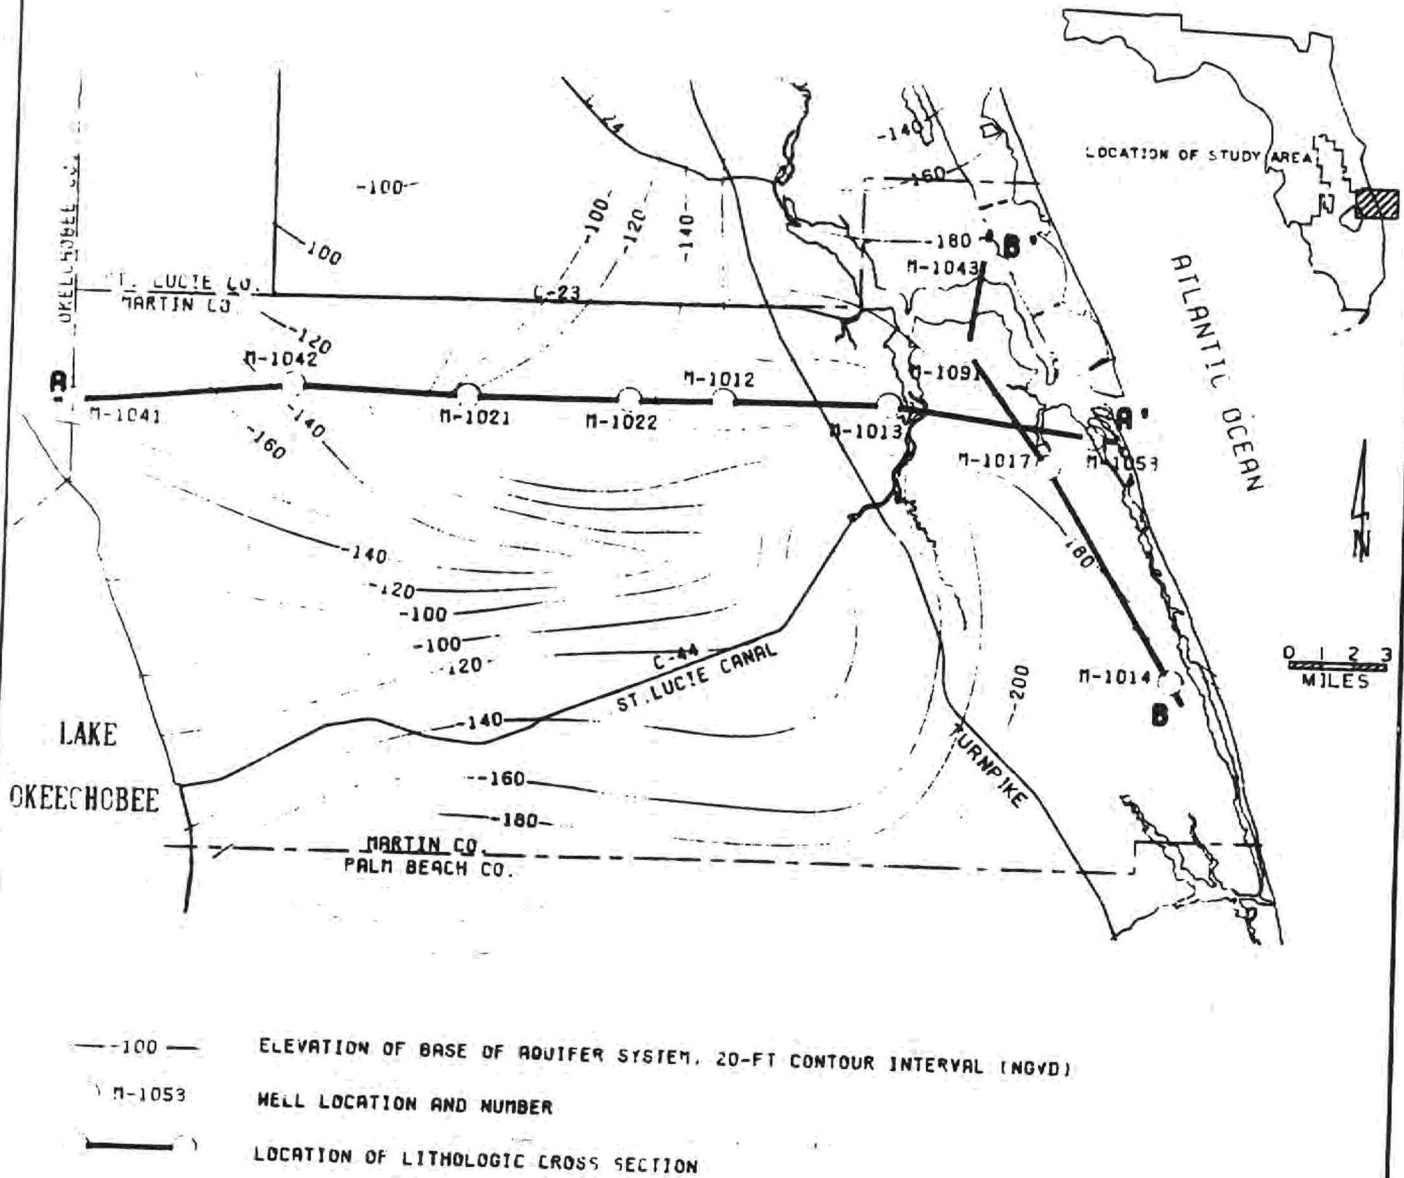 C-24
-140
-100
-160
LOCATION OF STUDY AREA
OKEECHOBEE CO.
-100
-120
-140
-100
-180
B'
M-1043
ATLANTIC OCEAN
T. LUCIE CO.
MARTIN CO
C-23
-120
M-1042
A
M-1041
-140
-160
M-1021
M-1022
M-1012
M-1013
M-1091
A'
M-1017
M-1053
N
-140
-120
-100
-100
-120
180
C-44
ST.LUCIE CANAL
-200
M-1014
B
0 1 2 3
MILES
LAKE
OKEECHOBEE
-140
TURNPIKE
-160
-180
MARTIN CO.
PALM BEACH CO.
-100
ELEVATION OF BASE OF AQUIFER SYSTEM, 20-FT CONTOUR INTERVAL (NGVD)
M-1053
WELL LOCATION AND NUMBER
LOCATION OF LITHOLOGIC CROSS SECTION